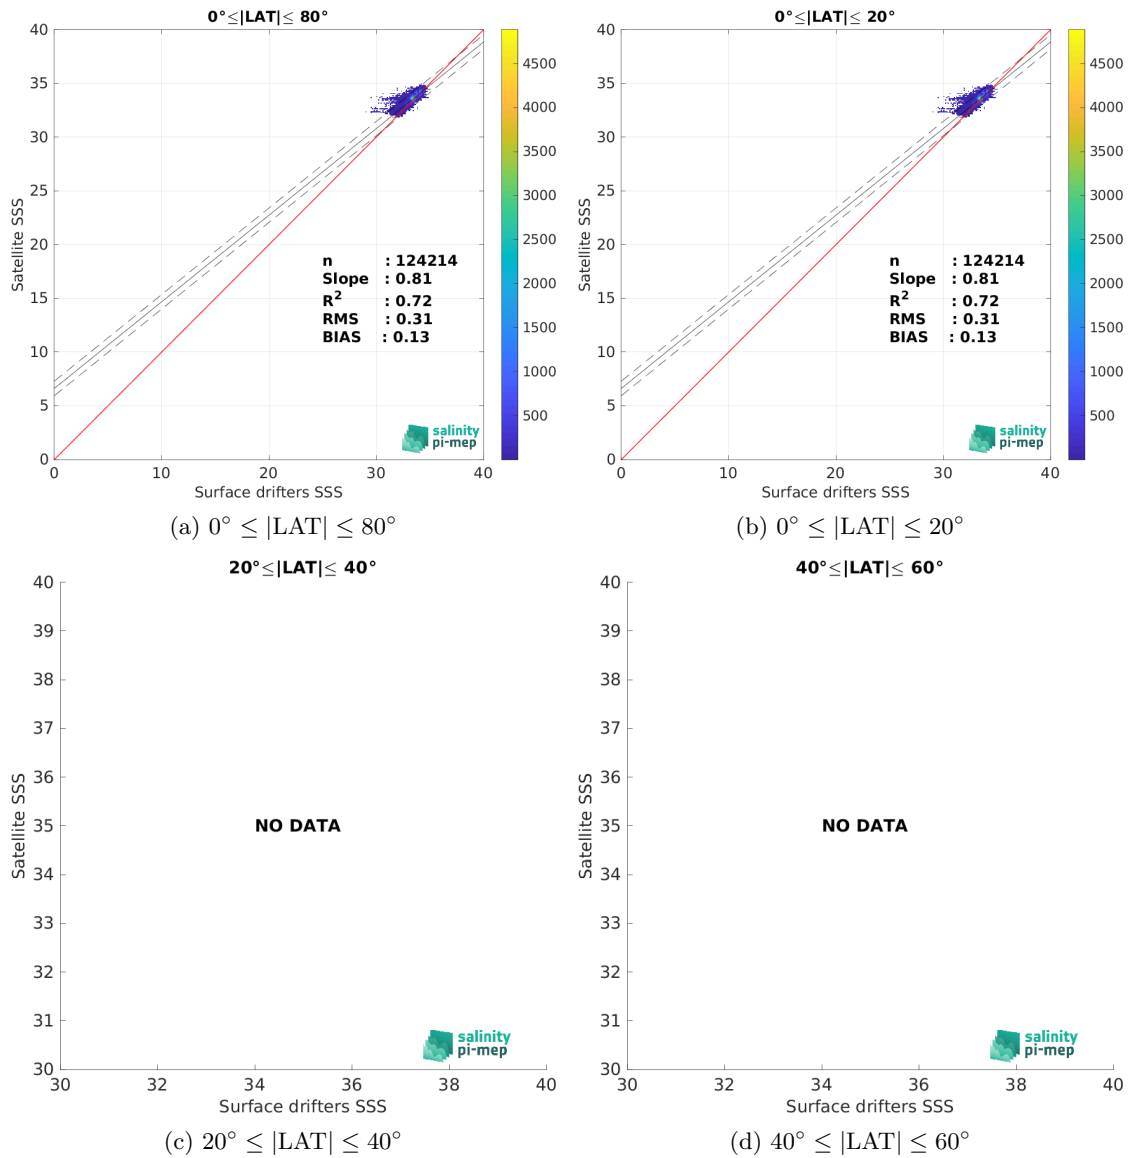 0°≤|LAT|≤ 80°
40
35
30
25
20
15
10
5
0
0
10
20
30
40
Satellite SSS
Surface drifters SSS
n : 124214
Slope : 0.81
R² : 0.72
RMS : 0.31
BIAS : 0.13
salinity
pi-mep
4500
4000
3500
3000
2500
2000
1500
1000
500
(a) 0° ≤ |LAT| ≤ 80°
0°≤|LAT|≤ 20°
40
35
30
25
20
15
10
5
0
0
10
20
30
40
Satellite SSS
Surface drifters SSS
n : 124214
Slope : 0.81
R² : 0.72
RMS : 0.31
BIAS : 0.13
salinity
pi-mep
4500
4000
3500
3000
2500
2000
1500
1000
500
(b) 0° ≤ |LAT| ≤ 20°
20°≤|LAT|≤ 40°
40
39
38
37
36
35
34
33
32
31
30
30
32
34
36
38
40
Satellite SSS
Surface drifters SSS
NO DATA
salinity
pi-mep
(c) 20° ≤ |LAT| ≤ 40°
40°≤|LAT|≤ 60°
40
39
38
37
36
35
34
33
32
31
30
30
32
34
36
38
40
Satellite SSS
Surface drifters SSS
NO DATA
salinity
pi-mep
(d) 40° ≤ |LAT| ≤ 60°